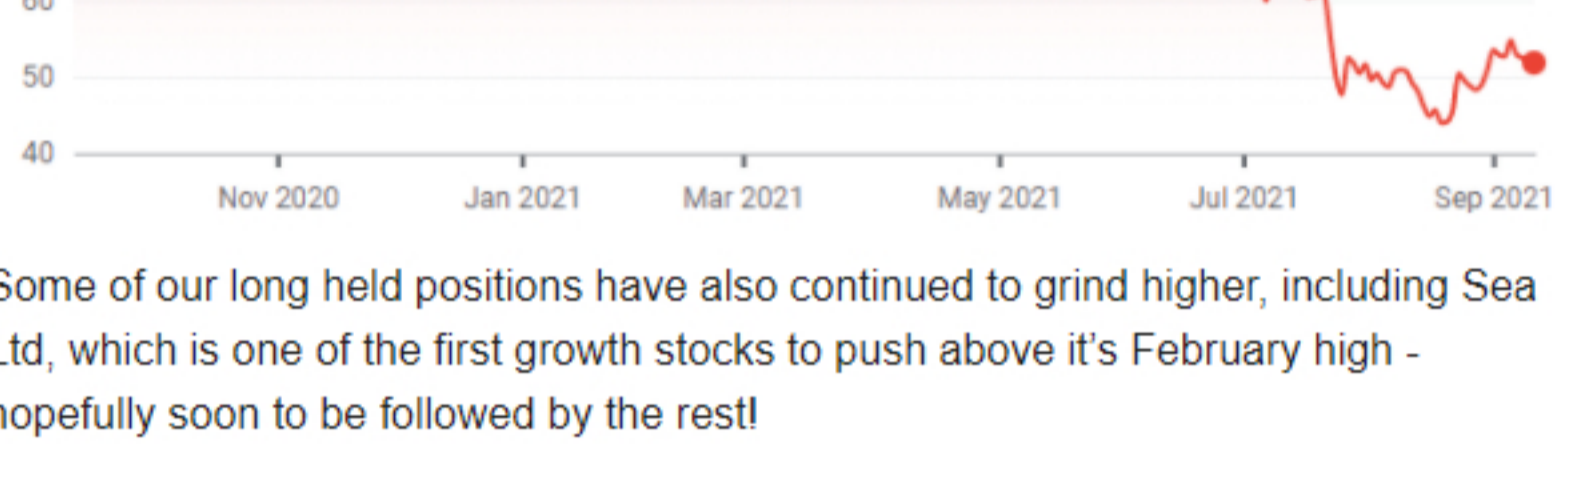 60
50
40
Nov 2020 Jan 2021 Mar 2021 May 2021 Jul 2021 Sep 2021
Some of our long held positions have also continued to grind higher, including Sea
Ltd, which is one of the first growth stocks to push above it’s February high -
hopefully soon to be followed by the rest!